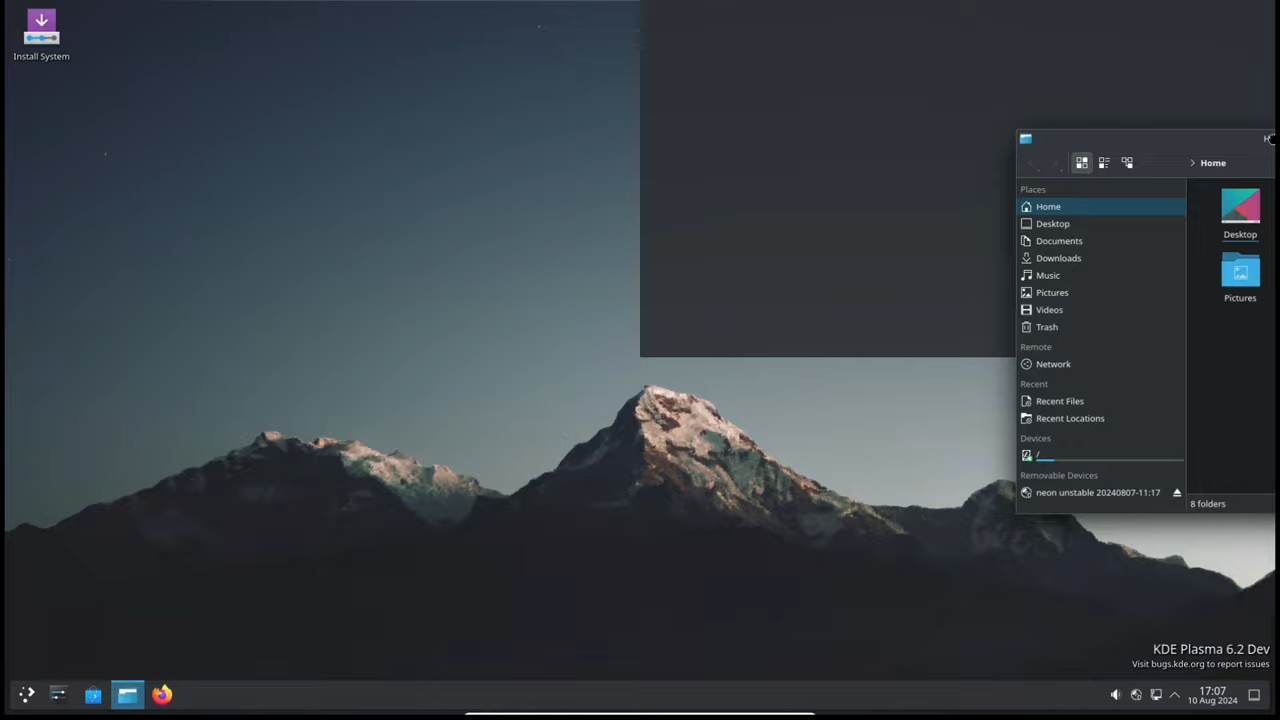 Install System
Home
Places
Home
Desktop
Documents
Downloads
Music
Pictures
Videos
Trash
Remote
Network
Recent
Recent Files
Recent Locations
Devices
/
Removable Devices
neon unstable 20240807-11:17
Desktop
Pictures
8 folders
KDE Plasma 6.2 Dev
Visit bugs.kde.org to report issues
17:07
10 Aug 2024